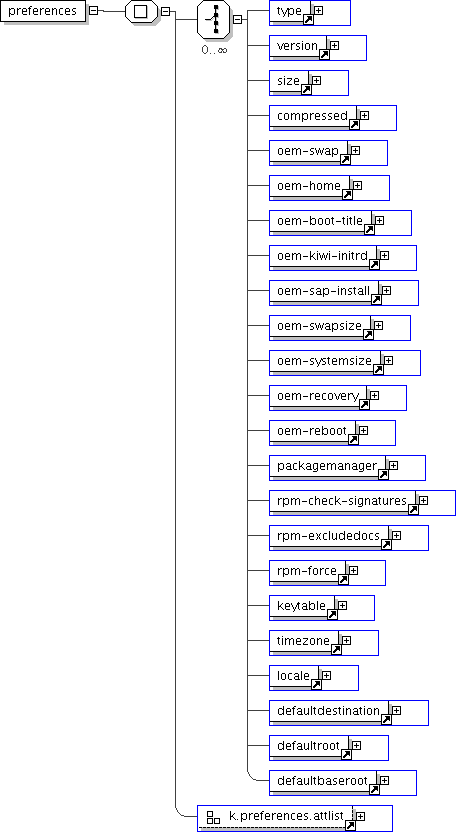 preferences
0..∞
type
version
size
compressed
oem-swap
oem-home
oem-boot-title
oem-kiwi-initrd
oem-sap-install
oem-swapsize
oem-systemsize
oem-recovery
oem-reboot
packagemanager
rpm-check-signatures
rpm-excludedocs
rpm-force
keytable
timezone
locale
defaultdestination
defaultroot
defaultbaseroot
k.preferences.attlist